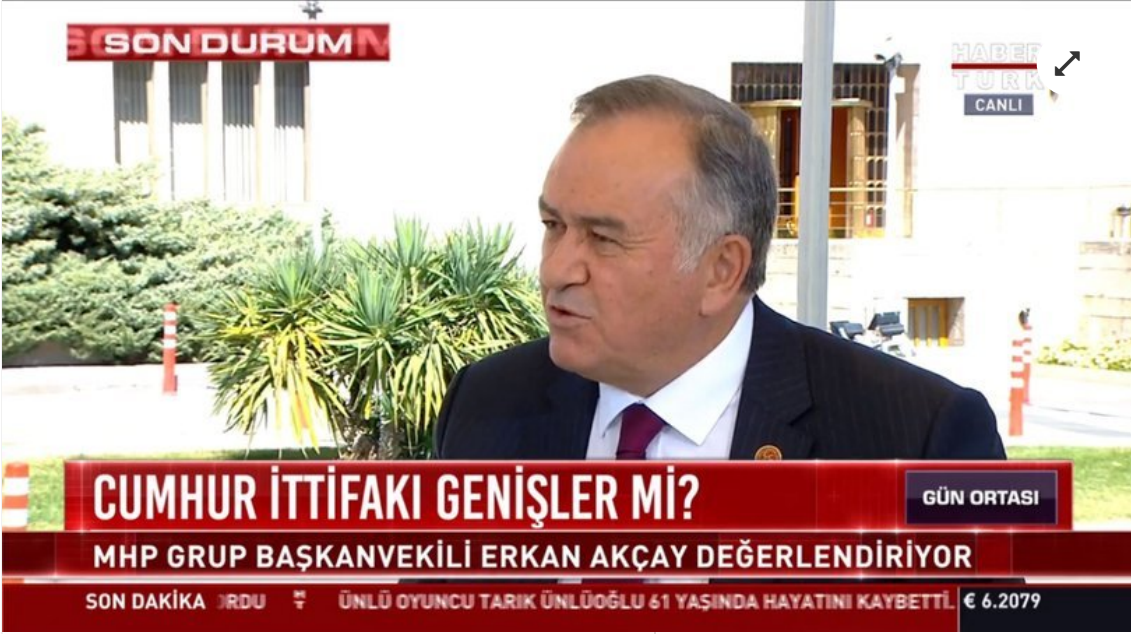 SON DURUM
HABER
TÜRK
CANLI
CUMHUR İTTİFAKI GENİŞLER Mİ?
GÜN ORTASI
MHP GRUP BAŞKANVEKİLİ ERKAN AKÇAY DEĞERLENDİRİYOR
SON DAKİKA RDU ÜNLÜ OYUNCU TARIK ÜNLÜOĞLU 61 YAŞINDA HAYATINI KAYBETTİ. € 6.2079